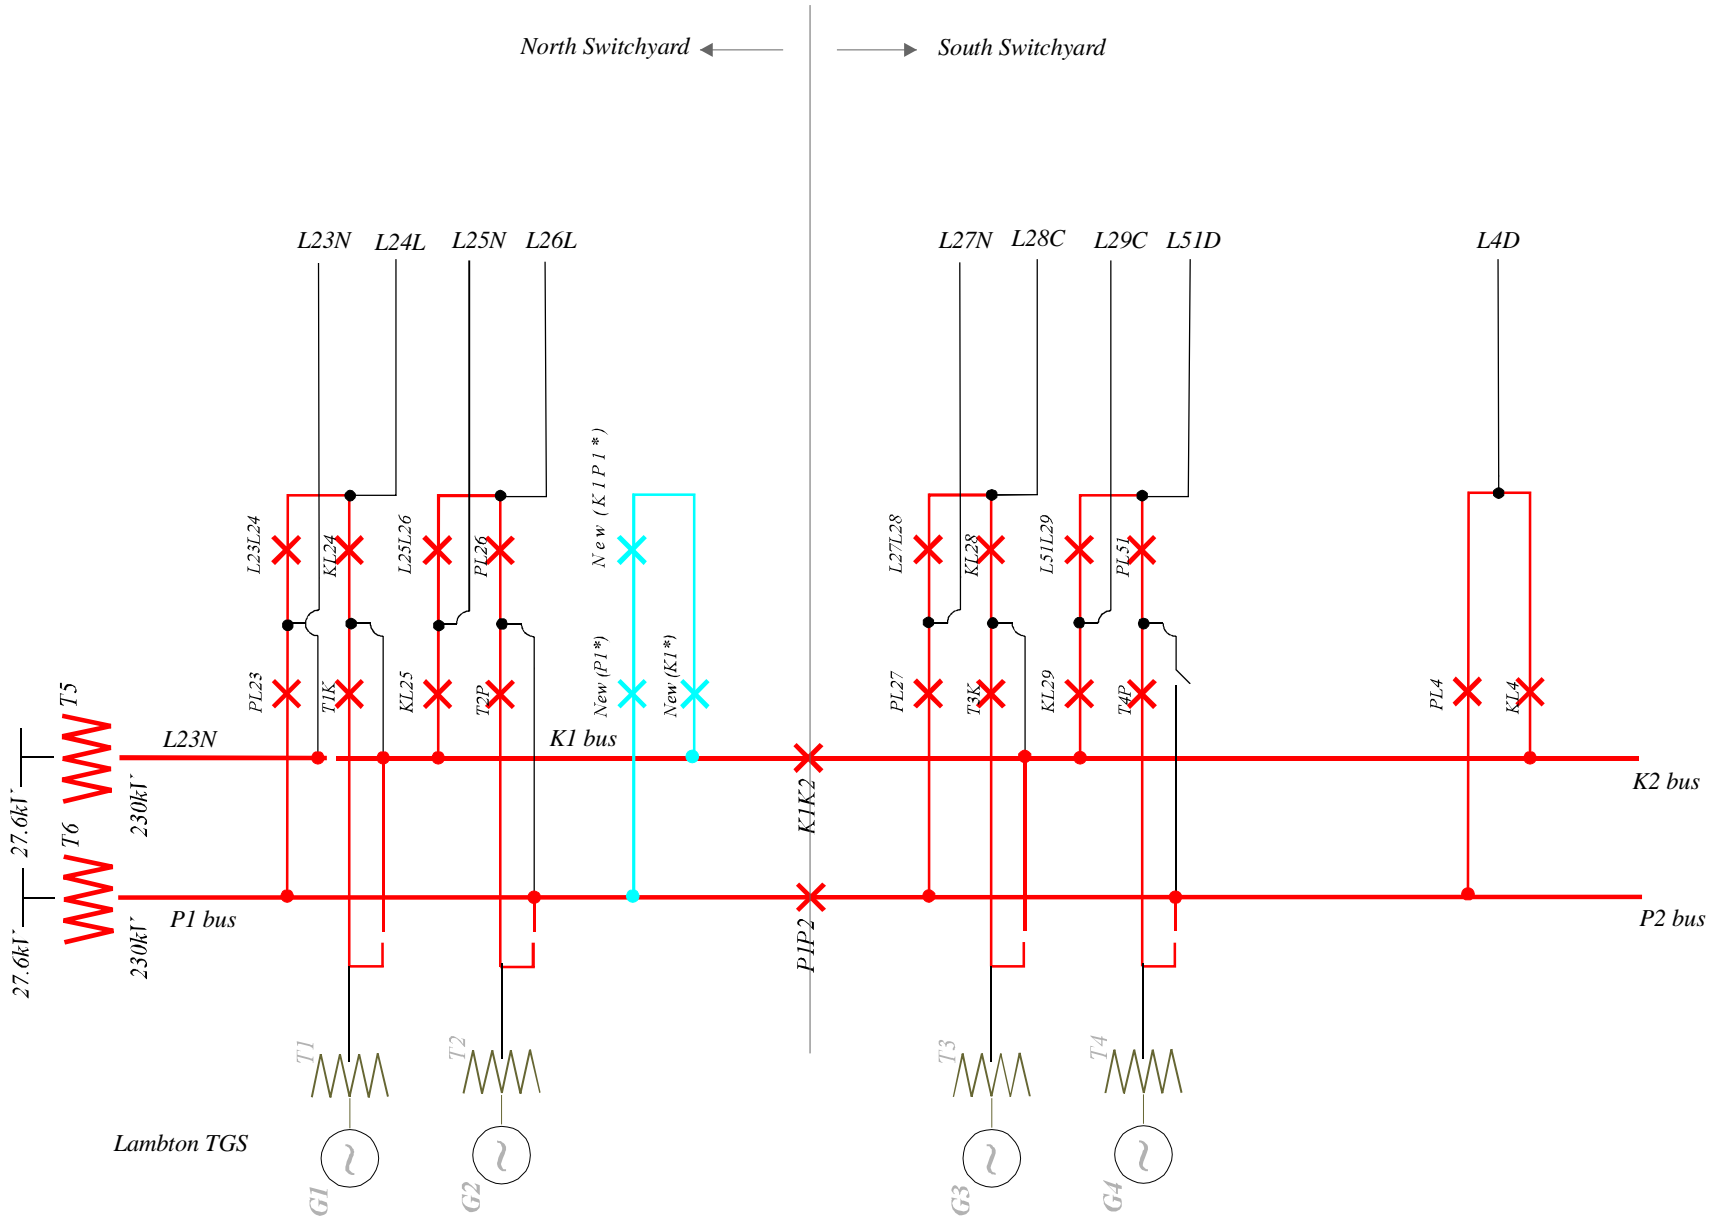 North Switchyard
South Switchyard
L23N
L24L
L25N
L26L
L27N
L28C
L29C
L51D
L4D
L23L24
KL24
L25L26
PL26
New (K1P1*)
L27L28
KL28
L51L29
PL51
PL23
T1K
KL25
T2P
New(P1*)
New(K1*)
PL27
T3K
KL29
T4P
PL4
KL4
T5
L23N
K1 bus
K2 bus
27.6kV
230kV
K1K2
T6
P1 bus
P2 bus
27.6kV
230kV
P1P2
T1
T2
T3
T4
Lambton TGS
G1
G2
G3
G4